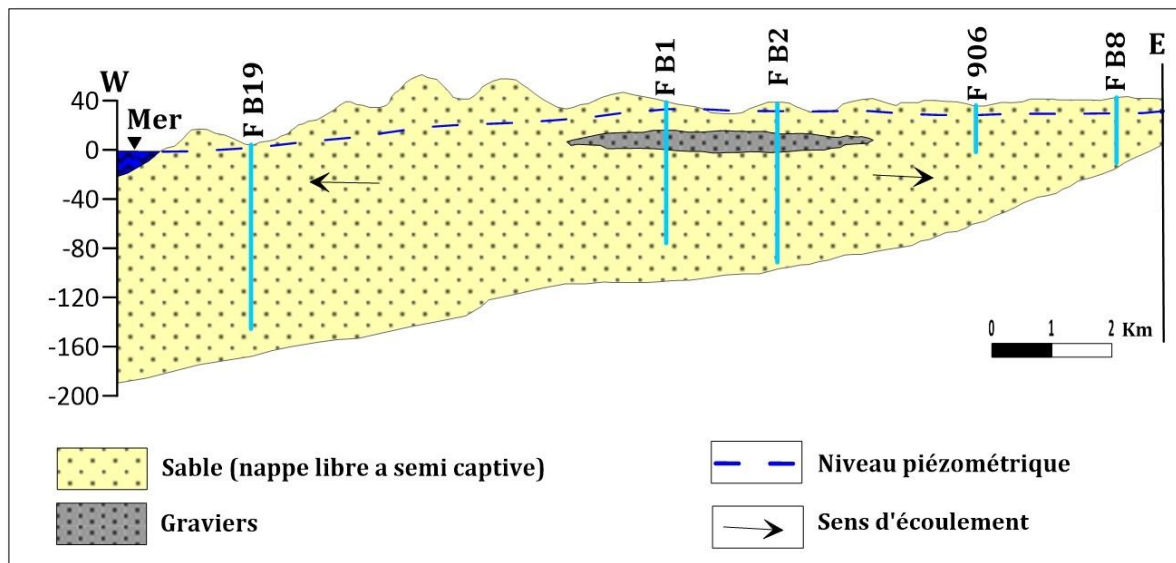 W
E
Mer
F B19
F B1
F B2
F 906
F B8
40
0
-40
-80
-120
-160
-200
0 1 2 Km
Sable (nappe libre a semi captive)
Graviers
Niveau piézométrique
Sens d'écoulement